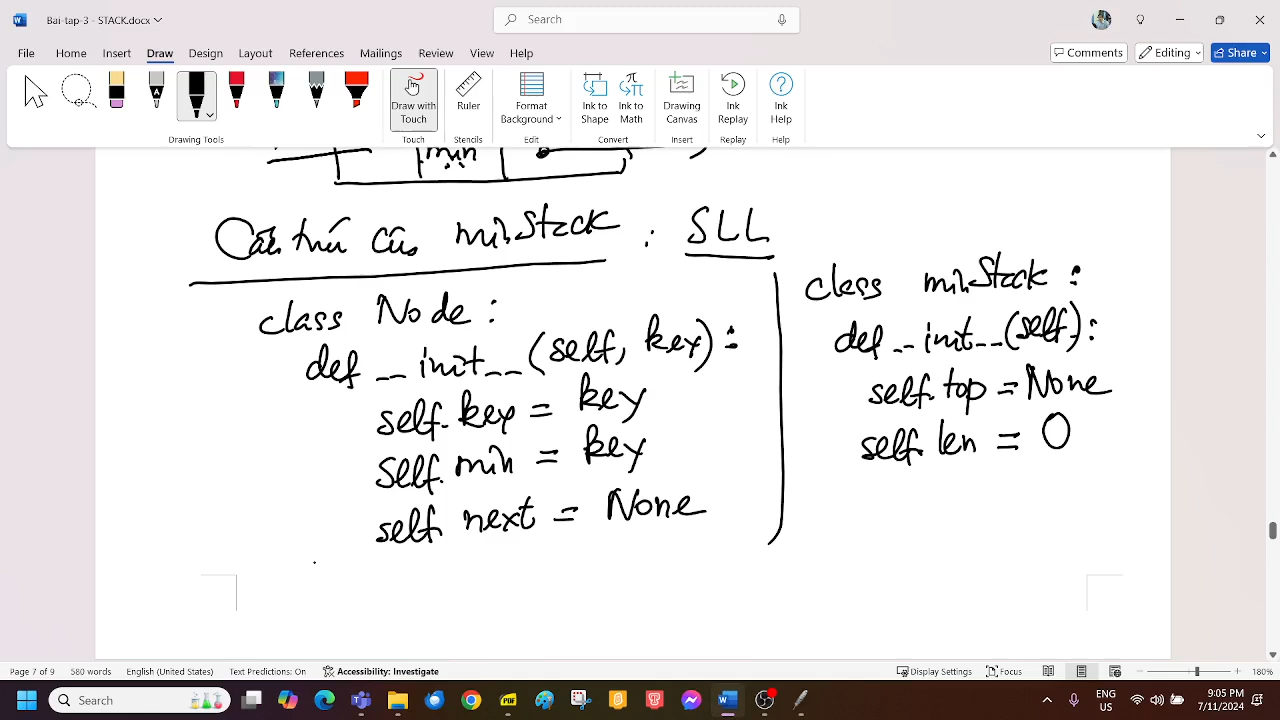 Bai-tap-3 - STACK.docx
Search
File Home Insert Draw Design Layout References Mailings Review View Help
Comments Editing Share
Draw with Touch
Ruler
Format Background
Ink to Shape
Ink to Math
Drawing Canvas
Ink Replay
Ink Help
Drawing Tools Touch Stencils Edit Convert Insert Replay Help
min
Cấu trúc của minStack : SLL
class Node :
def __init__(self, key) :
self.key = key
self.min = key
self.next = None
class minStack :
def __init__(self):
self.top = None
self.len = 0
Page 7 of 9 580 words English (United States) Text Predictions: On Accessibility: Investigate Display Settings Focus 180%
Search
PDF
ENG
US
9:05 PM
7/11/2024